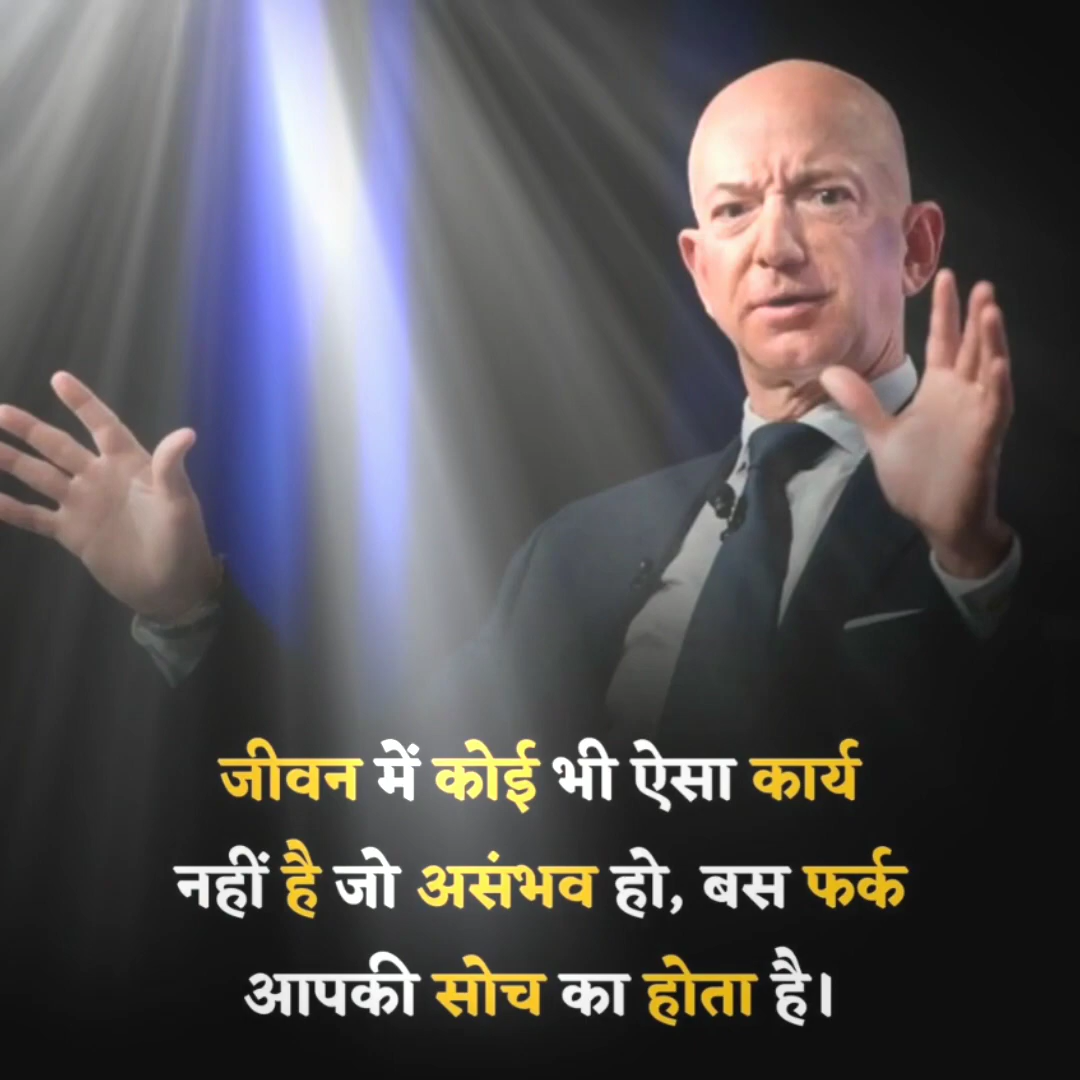 जीवन में कोई भी ऐसा कार्य
नहीं है जो असंभव हो, बस फर्क
आपकी सोच का होता है।